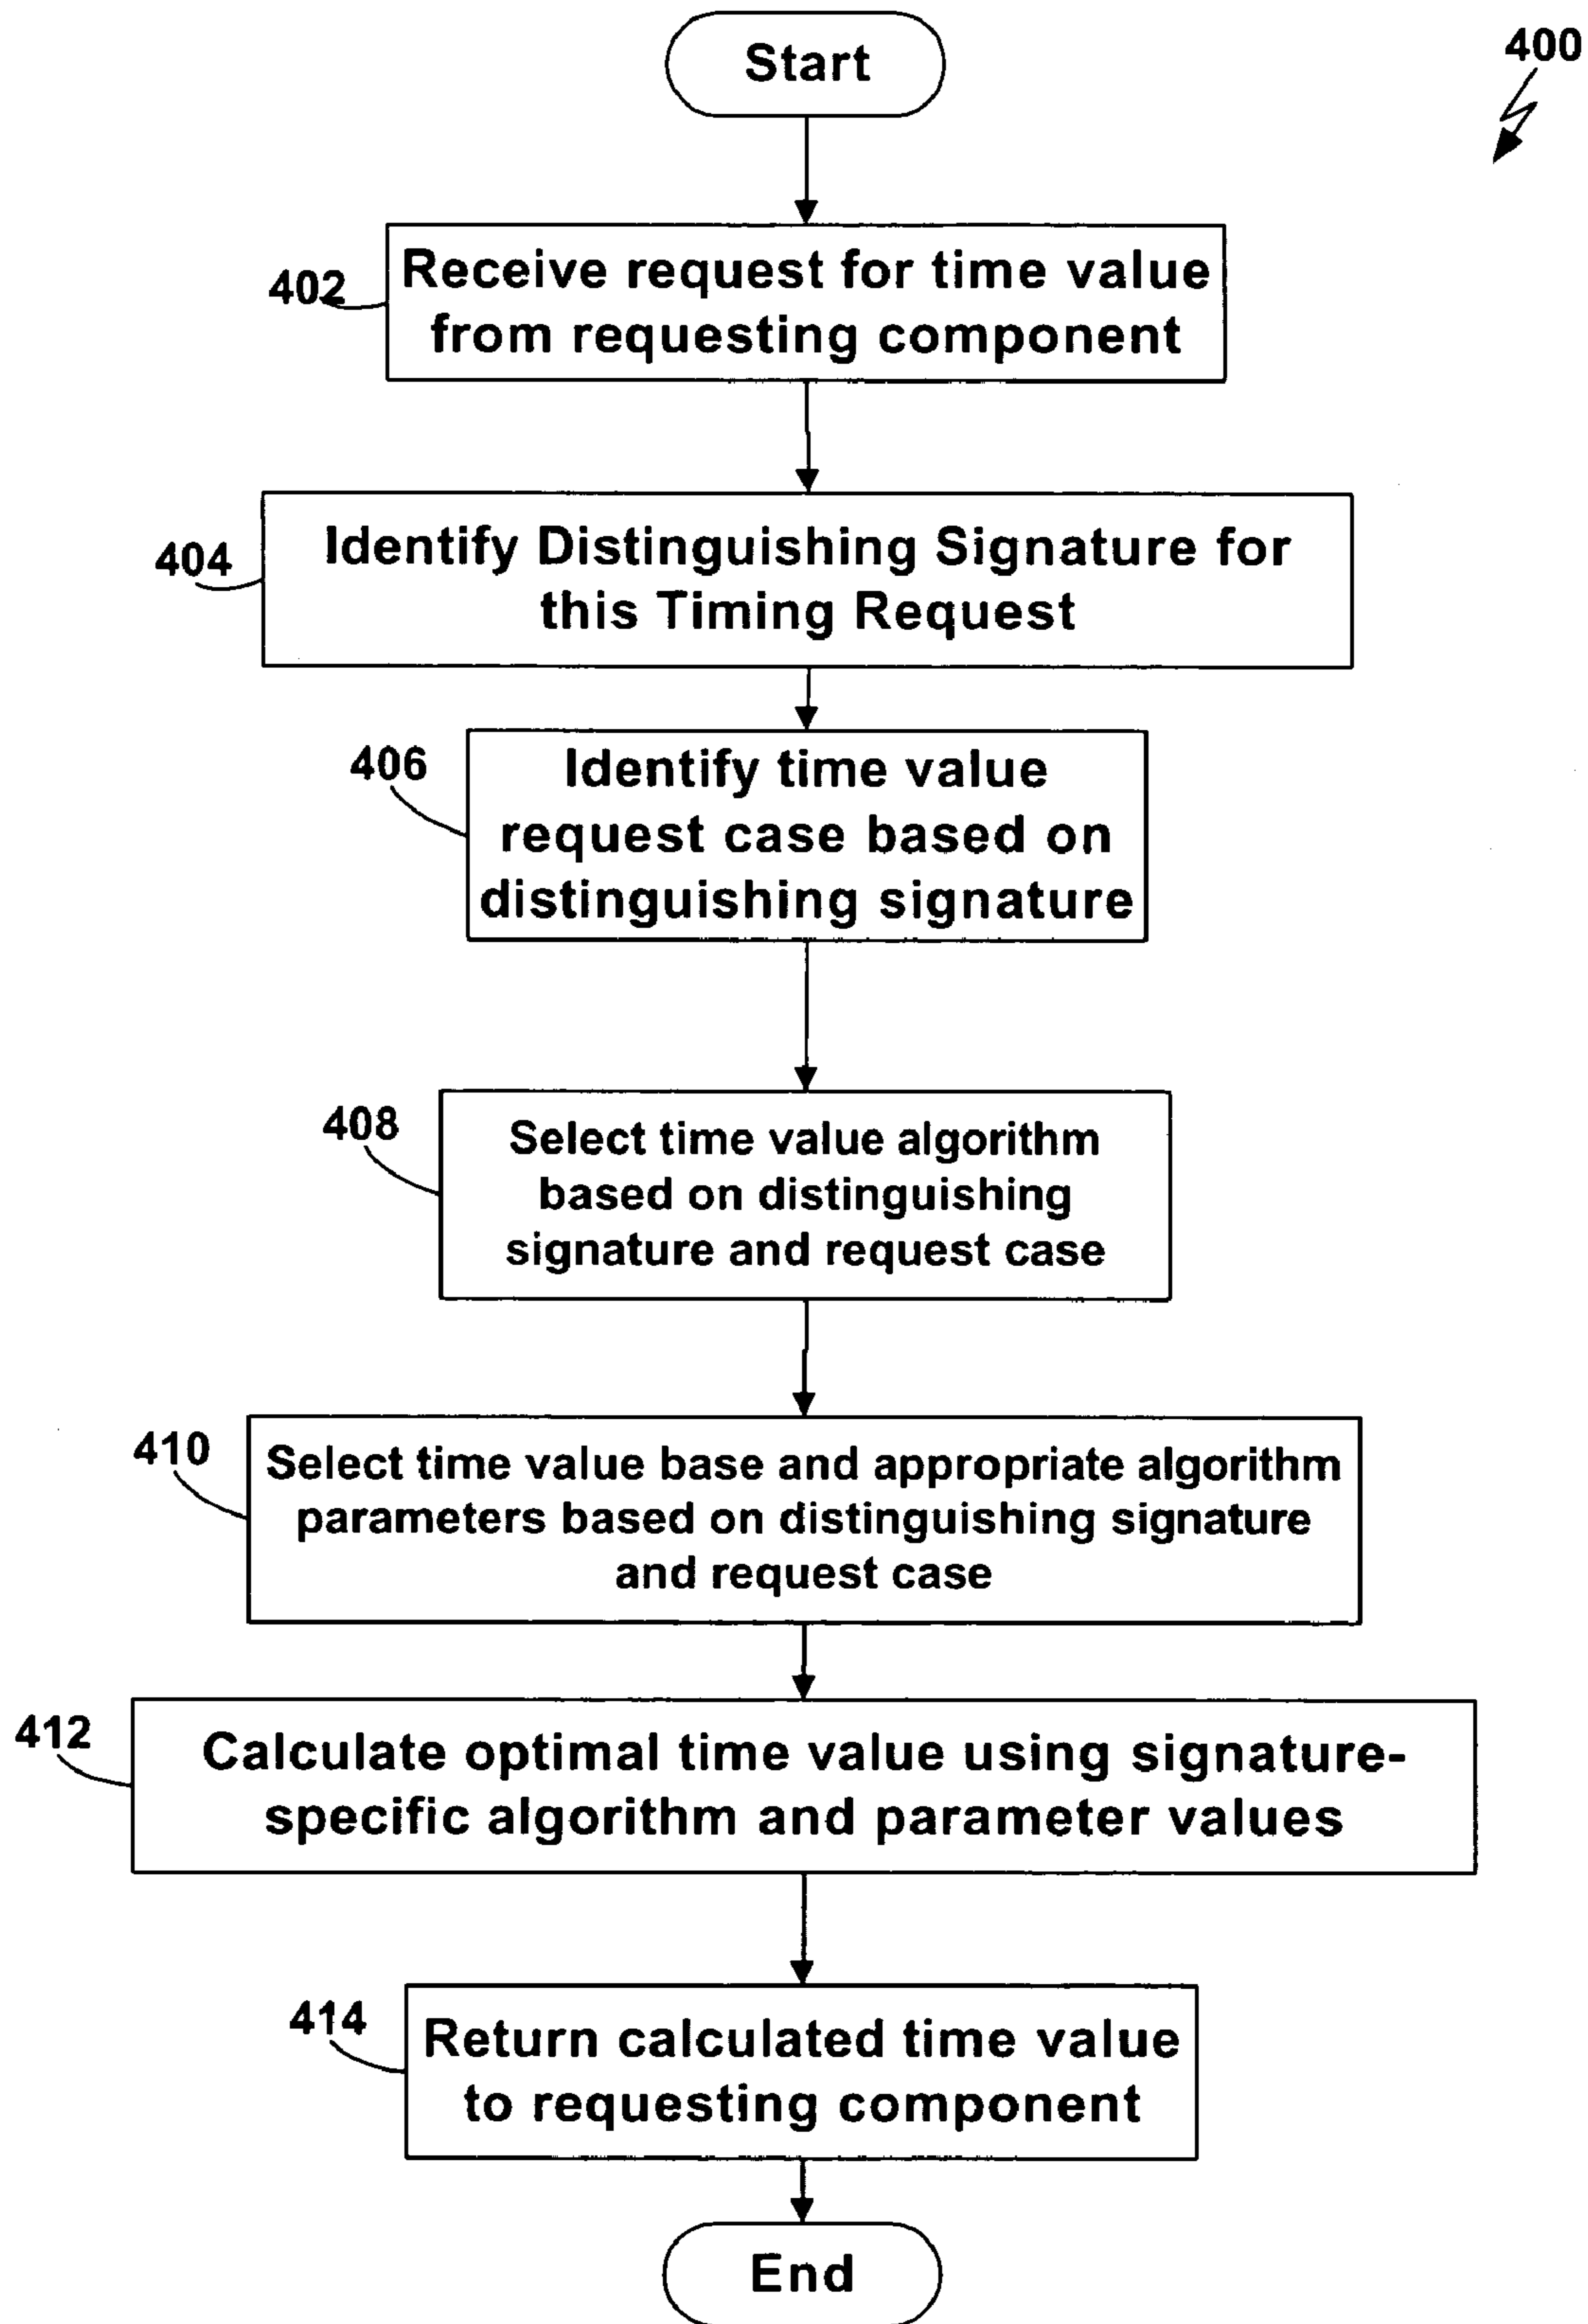 Start
400
402
Receive request for time value
from requesting component
404
Identify Distinguishing Signature for
this Timing Request
406
Identify time value
request case based on
distinguishing signature
408
Select time value algorithm
based on distinguishing
signature and request case
410
Select time value base and appropriate algorithm
parameters based on distinguishing signature
and request case
412
Calculate optimal time value using signature-
specific algorithm and parameter values
414
Return calculated time value
to requesting component
End